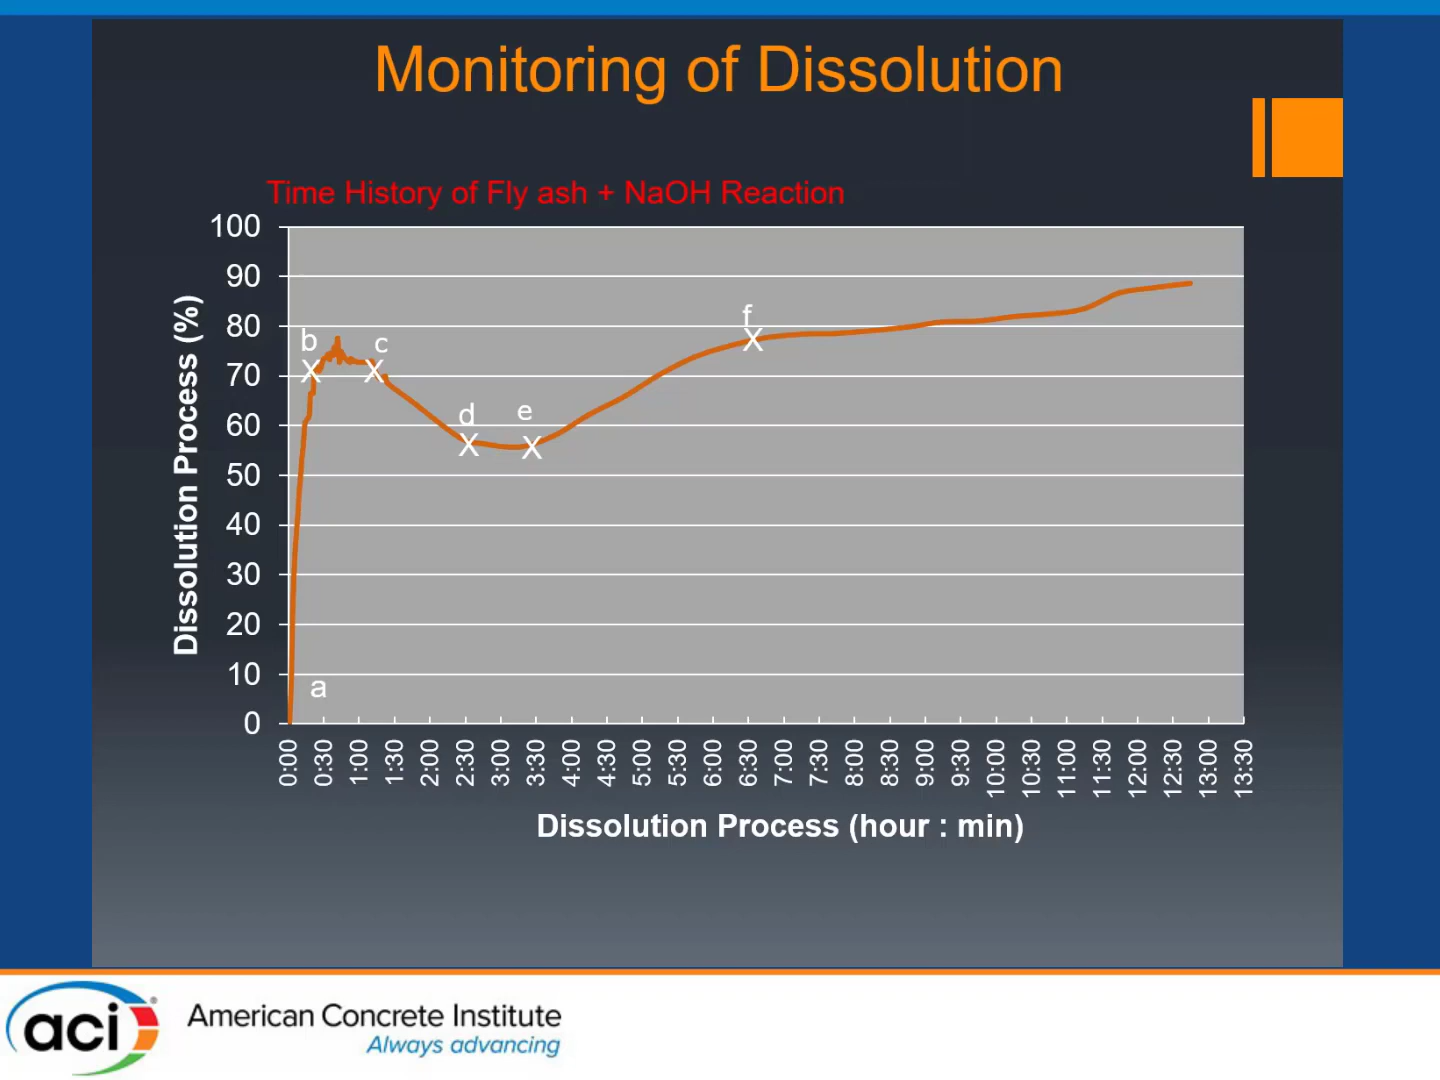 Monitoring of Dissolution
Time History of Fly ash + NaOH Reaction
Dissolution Process (%)
100
90
80
70
60
50
40
30
20
10
0
a
b
c
d
e
f
X
X
X
X
X
0:00
0:30
1:00
1:30
2:00
2:30
3:00
3:30
4:00
4:30
5:00
5:30
6:00
6:30
7:00
7:30
8:00
8:30
9:00
9:30
10:00
10:30
11:00
11:30
12:00
12:30
13:00
13:30
Dissolution Process (hour : min)
aci
American Concrete Institute
Always advancing